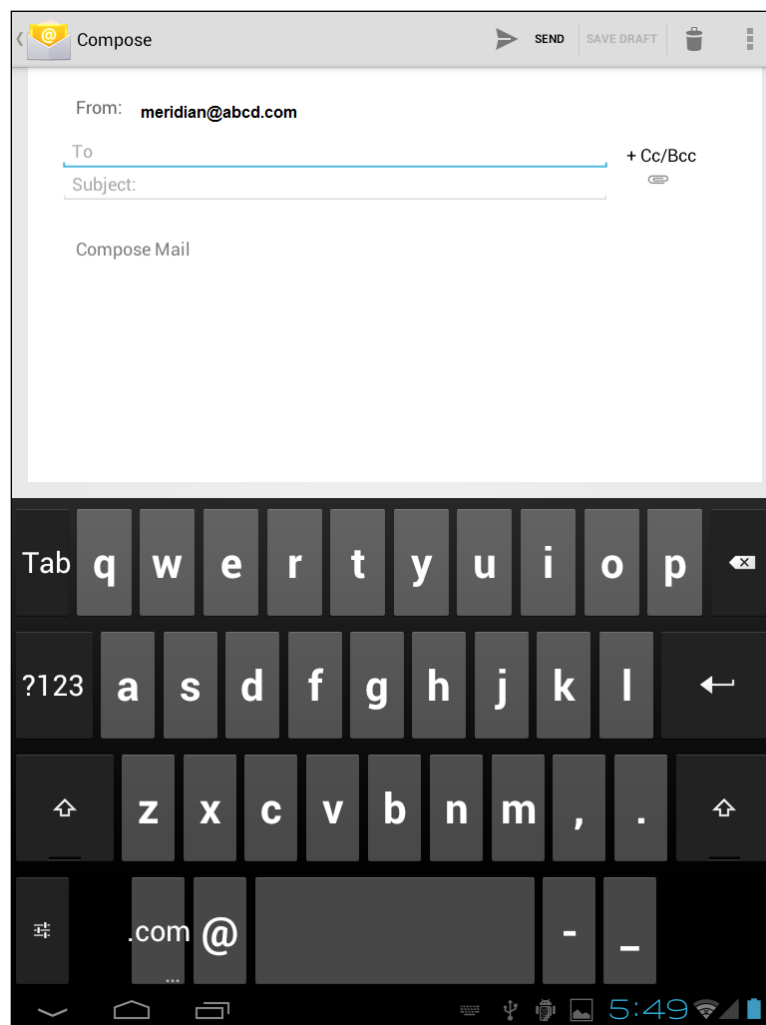 Compose SEND SAVE DRAFT
From: meridian@abcd.com
To
+ Cc/Bcc
Subject:
Compose Mail
Tab q w e r t y u i o p
?123 a s d f g h j k l
z x c v b n m , .
.com @ - _
...
5:49